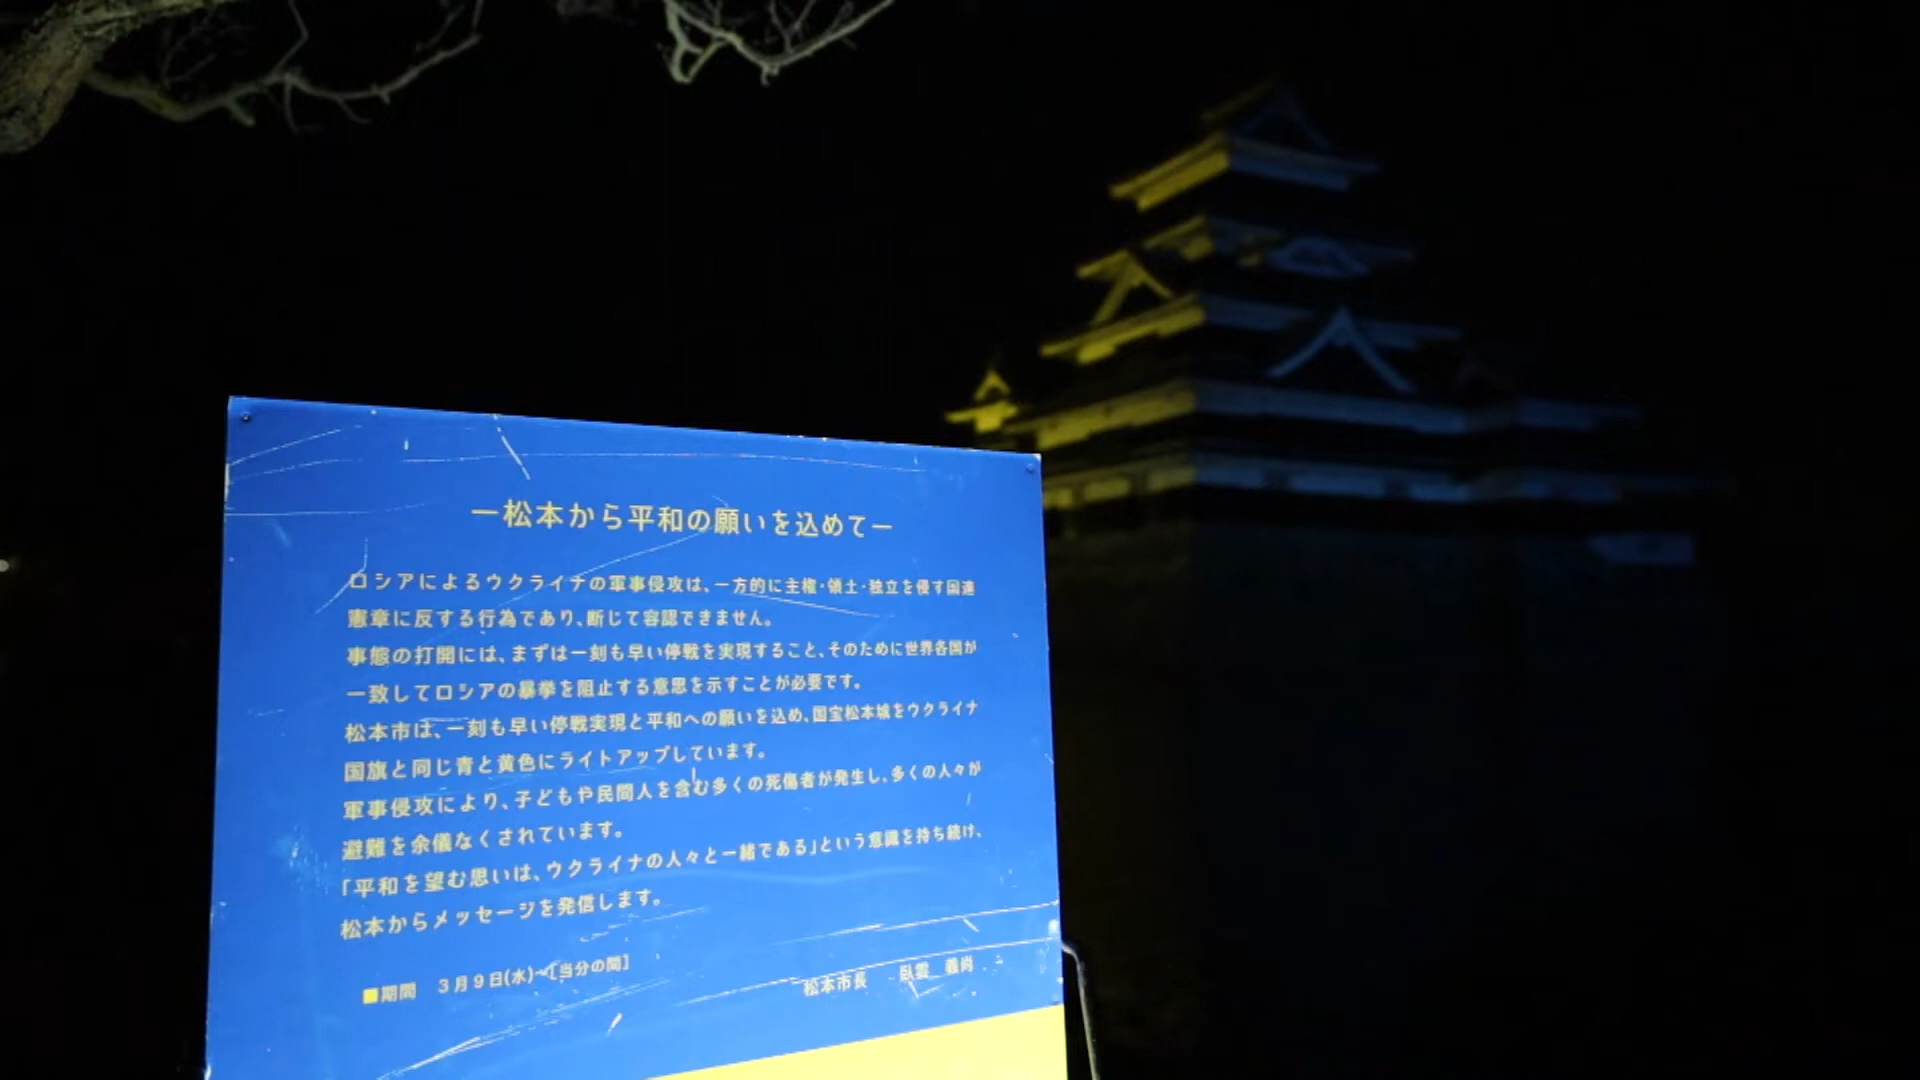 ー松本から平和の願いを込めてー
ロシアによるウクライナの軍事侵攻は、一方的に主権・領土・独立を侵す国連
憲章に反する行為であり、断じて容認できません。
事態の打開には、まずは一刻も早い停戦を実現すること、そのために世界各国が
一致してロシアの暴挙を阻止する意思を示すことが必要です。
松本市は、一刻も早い停戦実現と平和への願いを込め、国宝松本城をウクライナ
国旗と同じ青と黄色にライトアップしています。
軍事侵攻により、子どもや民間人を含む多くの死傷者が発生し、多くの人々が
避難を余儀なくされています。
「平和を望む思いは、ウクライナの人々と一緒である」という意識を持ち続け、
松本からメッセージを発信します。
■期間 3月9日(水)~[当分の間]
松本市長 臥雲 義尚